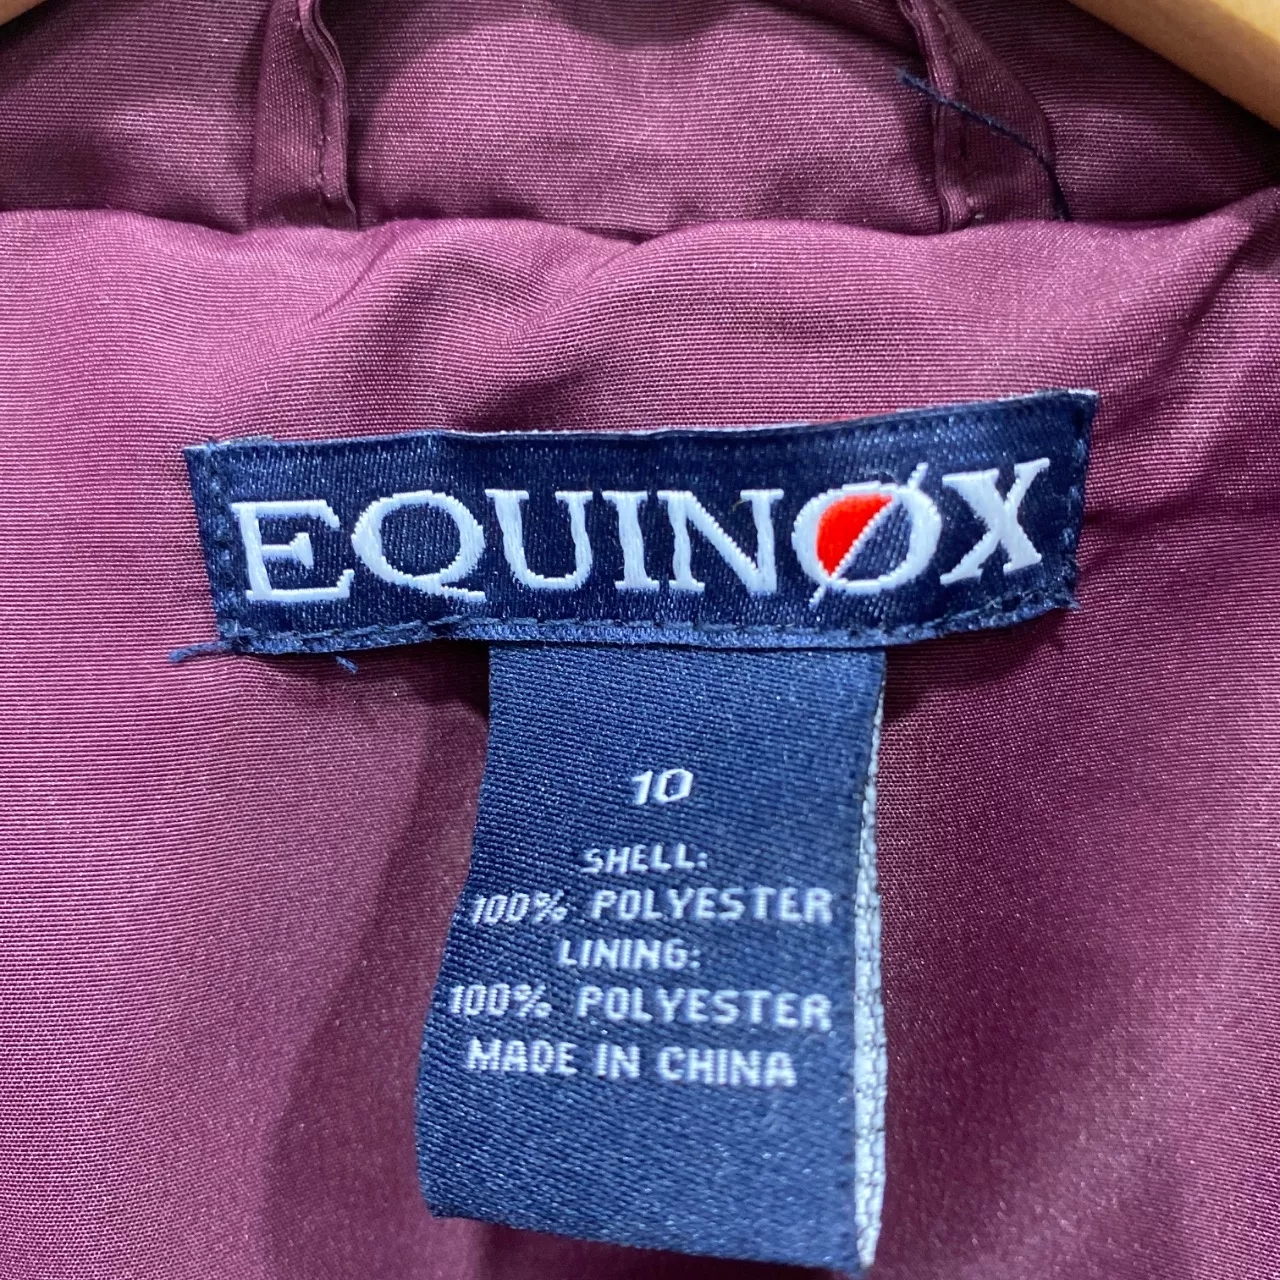 EQUINØX
10
SHELL:
100% POLYESTER
LINING:
100% POLYESTER
MADE IN CHINA